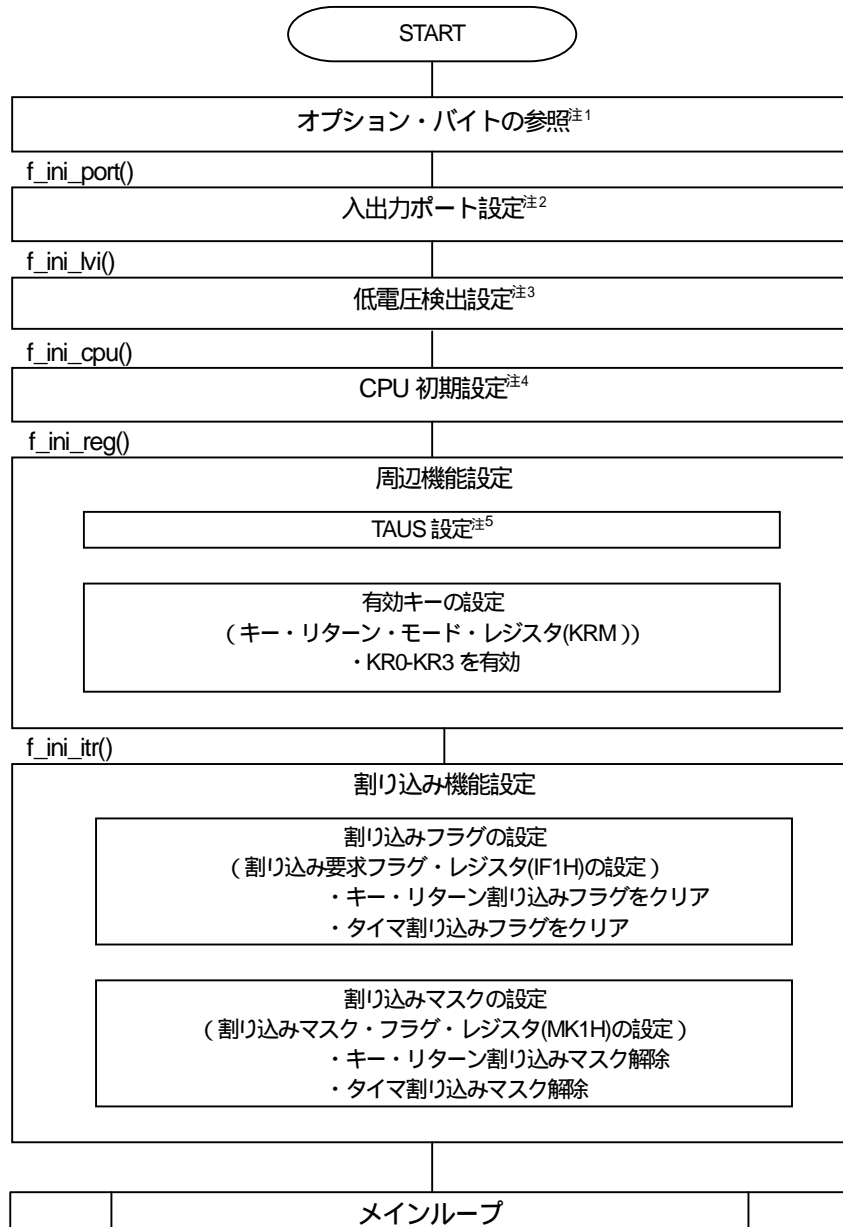 START
オプション・バイトの参照注1
f_ini_port()
入出力ポート設定注2
f_ini_lvi()
低電圧検出設定注3
f_ini_cpu()
CPU 初期設定注4
f_ini_reg()
周辺機能設定
TAUS 設定注5
有効キーの設定
（キー・リターン・モード・レジスタ(KRM））
・KR0-KR3 を有効
f_ini_itr()
割り込み機能設定
割り込みフラグの設定
（割り込み要求フラグ・レジスタ(IF1H)の設定）
・キー・リターン割り込みフラグをクリア
・タイマ割り込みフラグをクリア
割り込みマスクの設定
（割り込みマスク・フラグ・レジスタ(MK1H)の設定）
・キー・リターン割り込みマスク解除
・タイマ割り込みマスク解除
メインループ